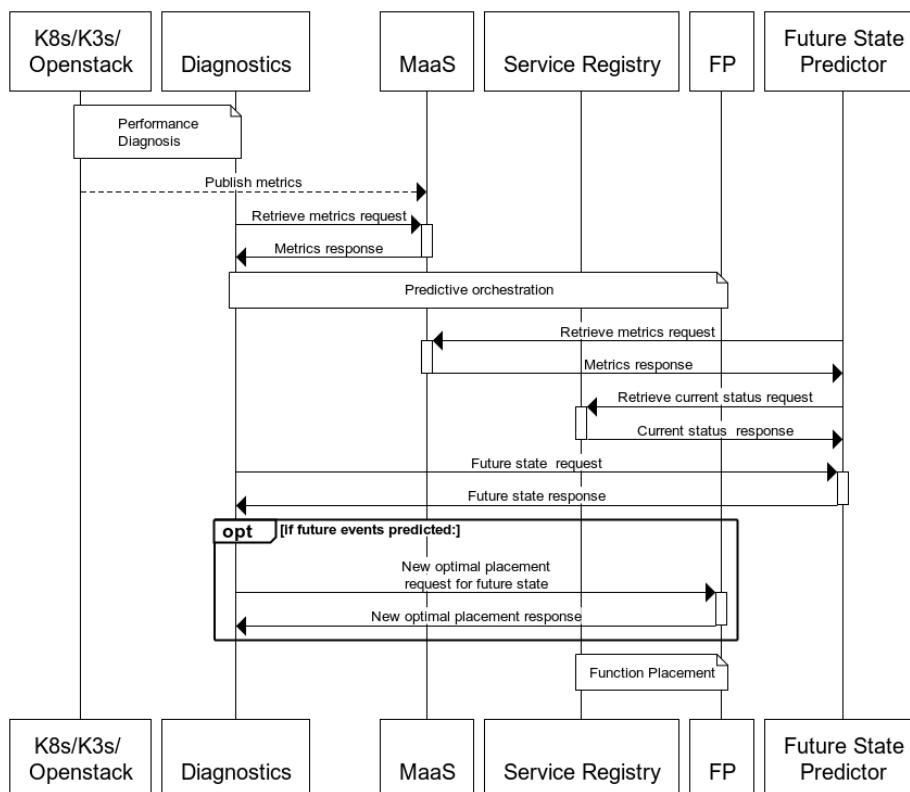 K8s/K3s/
Openstack
Diagnostics
MaaS
Service Registry
FP
Future State
Predictor
Performance
Diagnosis
Publish metrics
Retrieve metrics request
Metrics response
Predictive orchestration
Retrieve metrics request
Metrics response
Retrieve current status request
Current status  response
Future state  request
Future state response
opt [if future events predicted:]
New optimal placement
request for future state
New optimal placement response
Function Placement
K8s/K3s/
Openstack
Diagnostics
MaaS
Service Registry
FP
Future State
Predictor